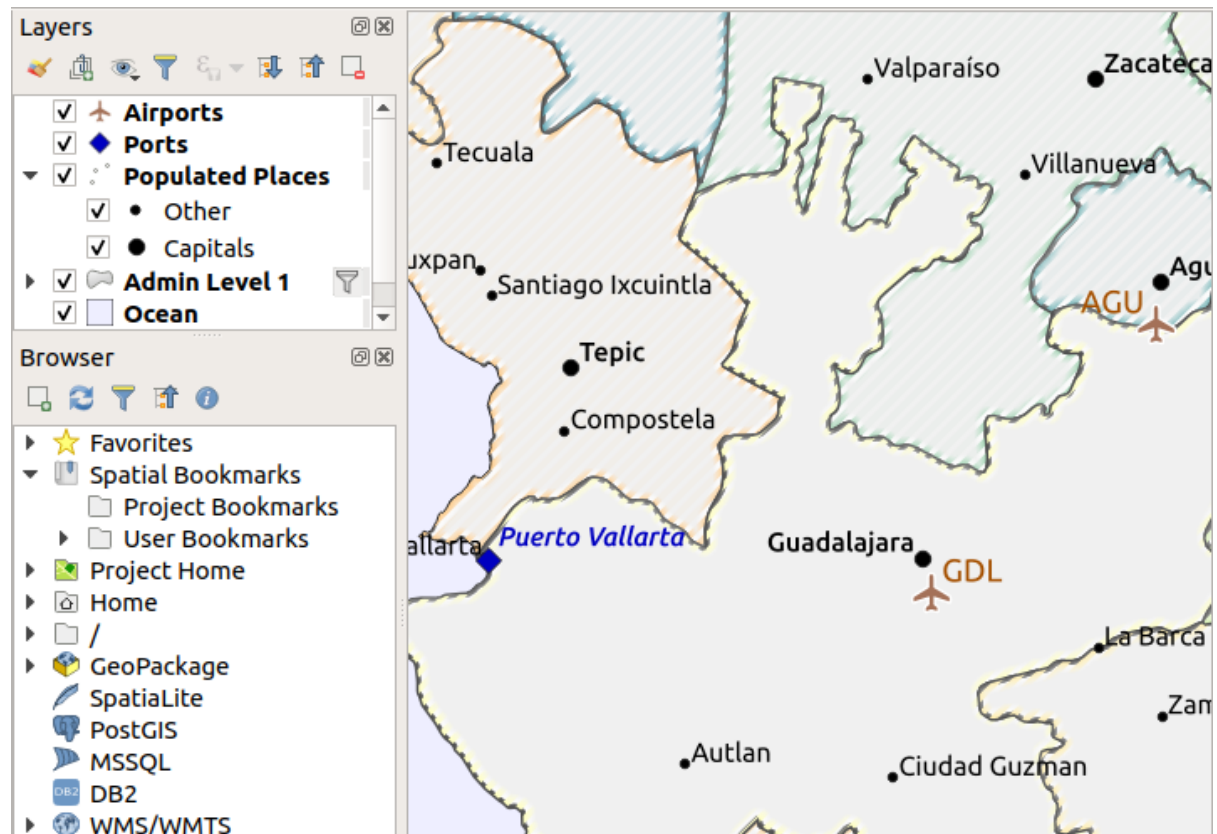 Layers
Airports
Ports
Populated Places
Other
Capitals
Admin Level 1
Ocean
Browser
Favorites
Spatial Bookmarks
Project Bookmarks
User Bookmarks
Project Home
Home
/
GeoPackage
SpatiaLite
PostGIS
MSSQL
DB2
DB2
WMS/WMTS
Valparaíso
Zacateca
Tecuala
Villanueva
uxpan
Santiago Ixcuintla
Agu
AGU
Tepic
Compostela
allarta
Puerto Vallarta
Guadalajara
GDL
La Barca
Zam
Autlan
Ciudad Guzman